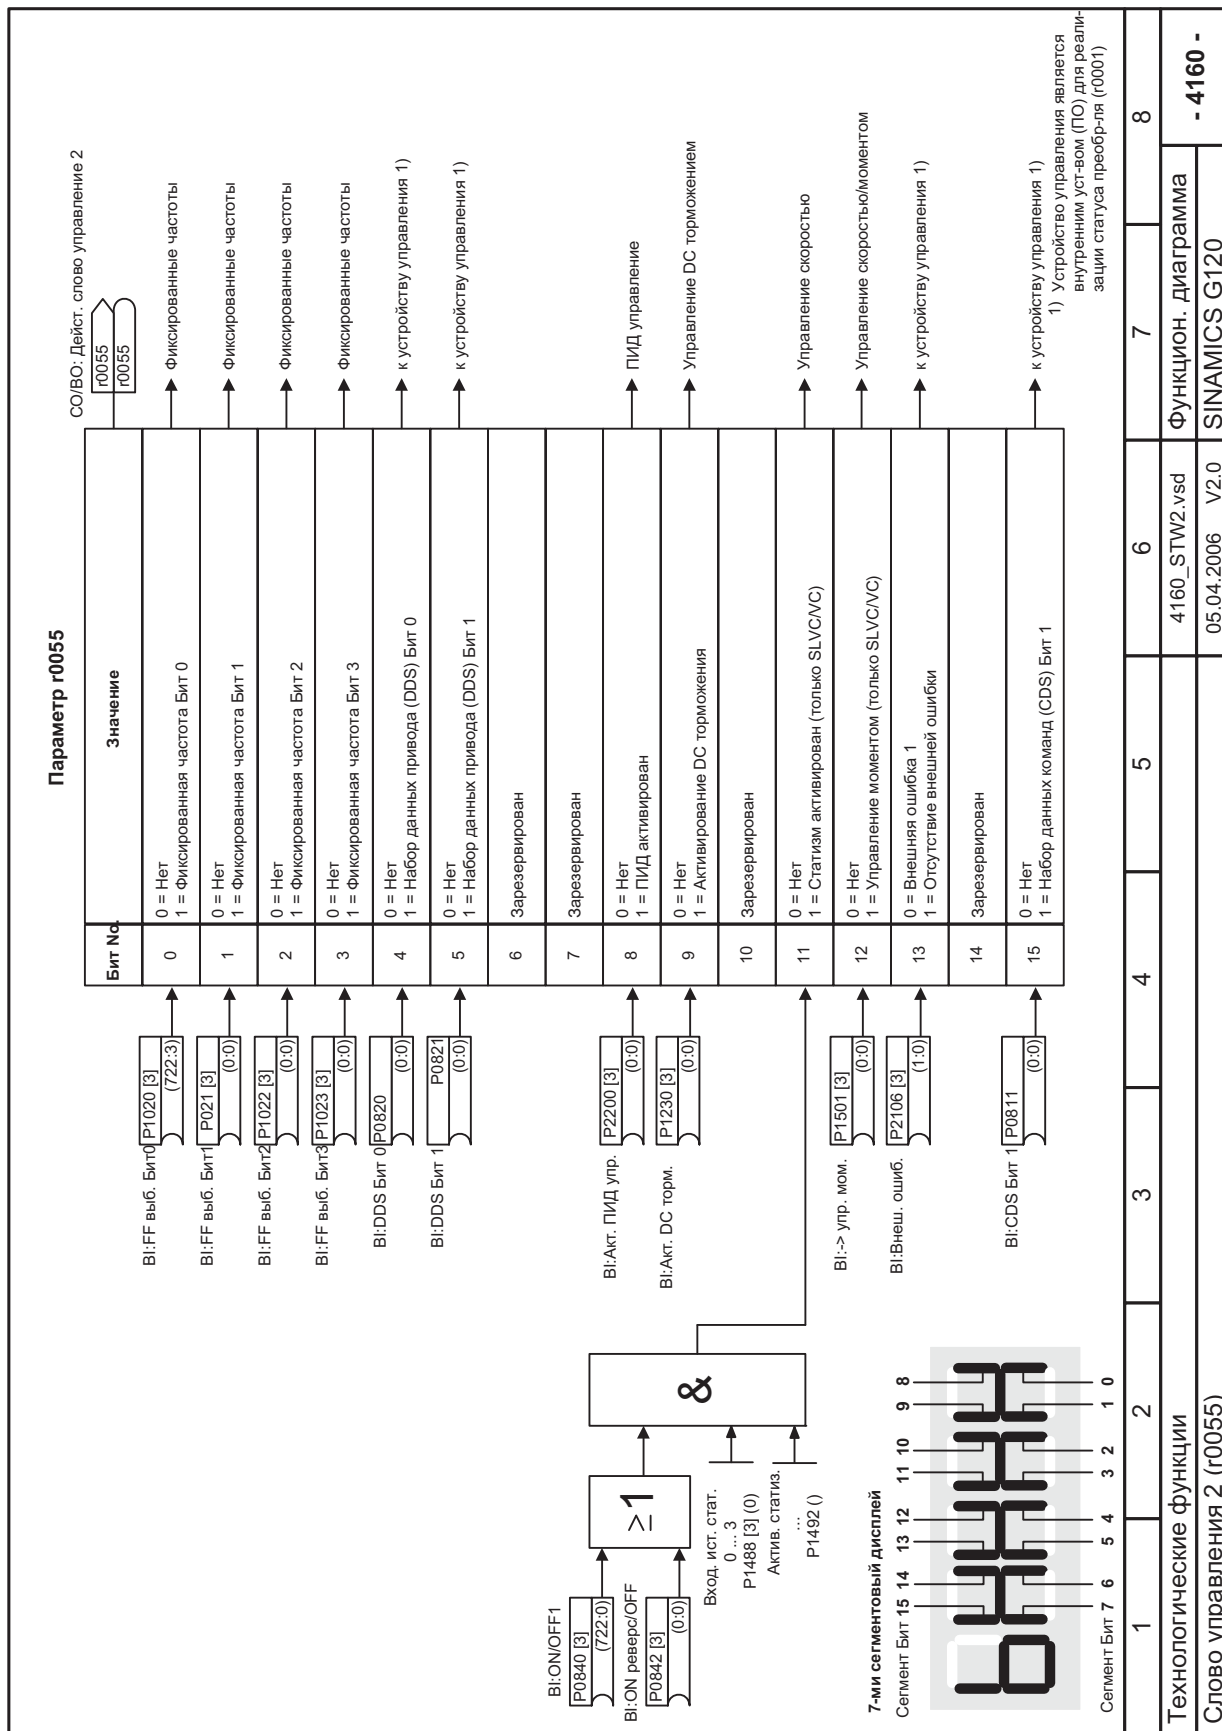 Параметр r0055
СО/ВО: Дейст. слово управление 2
r0055
r0055
Бит No.
Значение
BI:FF выб. Бит0
P1020 [3]
(722:3)
0
0 = Нет
1 = Фиксированная частота Бит 0
Фиксированные частоты
BI:FF выб. Бит1
P021 [3]
(0:0)
1
0 = Нет
1 = Фиксированная частота Бит 1
Фиксированные частоты
BI:FF выб. Бит2
P1022 [3]
(0:0)
2
0 = Нет
1 = Фиксированная частота Бит 2
Фиксированные частоты
BI:FF выб. Бит3
P1023 [3]
(0:0)
3
0 = Нет
1 = Фиксированная частота Бит 3
Фиксированные частоты
BI:DDS Бит 0
P0820
(0:0)
4
0 = Нет
1 = Набор данных привода (DDS) Бит 0
к устройству управления 1)
BI:DDS Бит 1
P0821
(0:0)
5
0 = Нет
1 = Набор данных привода (DDS) Бит 1
к устройству управления 1)
6
Зарезервирован
7
Зарезервирован
BI:Акт. ПИД упр.
P2200 [3]
(0:0)
8
0 = Нет
1 = ПИД активирован
ПИД управление
BI:Акт. DC торм.
P1230 [3]
(0:0)
9
0 = Нет
1 = Активирование DC торможения
Управление DC торможением
10
Зарезервирован
11
0 = Нет
1 = Статизм активирован (только SLVC/VC)
Управление скоростью
BI:-> упр. мом.
P1501 [3]
(0:0)
12
0 = Нет
1 = Управление моментом (только SLVC/VC)
Управление скоростью/моментом
BI:Внеш. ошиб.
P2106 [3]
(1:0)
13
0 = Внешняя ошибка 1
1 = Отсутствие внешней ошибки
к устройству управления 1)
14
Зарезервирован
BI:CDS Бит 1
P0811
(0:0)
15
0 = Нет
1 = Набор данных команд (CDS) Бит 1
к устройству управления 1)
BI:ON/OFF1
P0840 [3]
(722:0)
BI:ON реверс/OFF
P0842 [3]
(0:0)
≥1
&
Вход. ист. стат.
0 ... 3
P1488 [3] (0)
Актив. статиз.
...
P1492 ()
1) Устройство управления является
внутренним уст-вом (ПО) для реали-
зации статуса преобр-ля (r0001)
7-ми сегментовый дисплей
Сегмент Бит 15 14 13 12 11 10 9 8
Сегмент Бит 7 6 5 4 3 2 1 0
1 2 3 4 5 6 7 8
Технологические функции
4160_STW2.vsd
Функцион. диаграмма
- 4160 -
Слово управления 2 (r0055)
05.04.2006 V2.0
SINAMICS G120